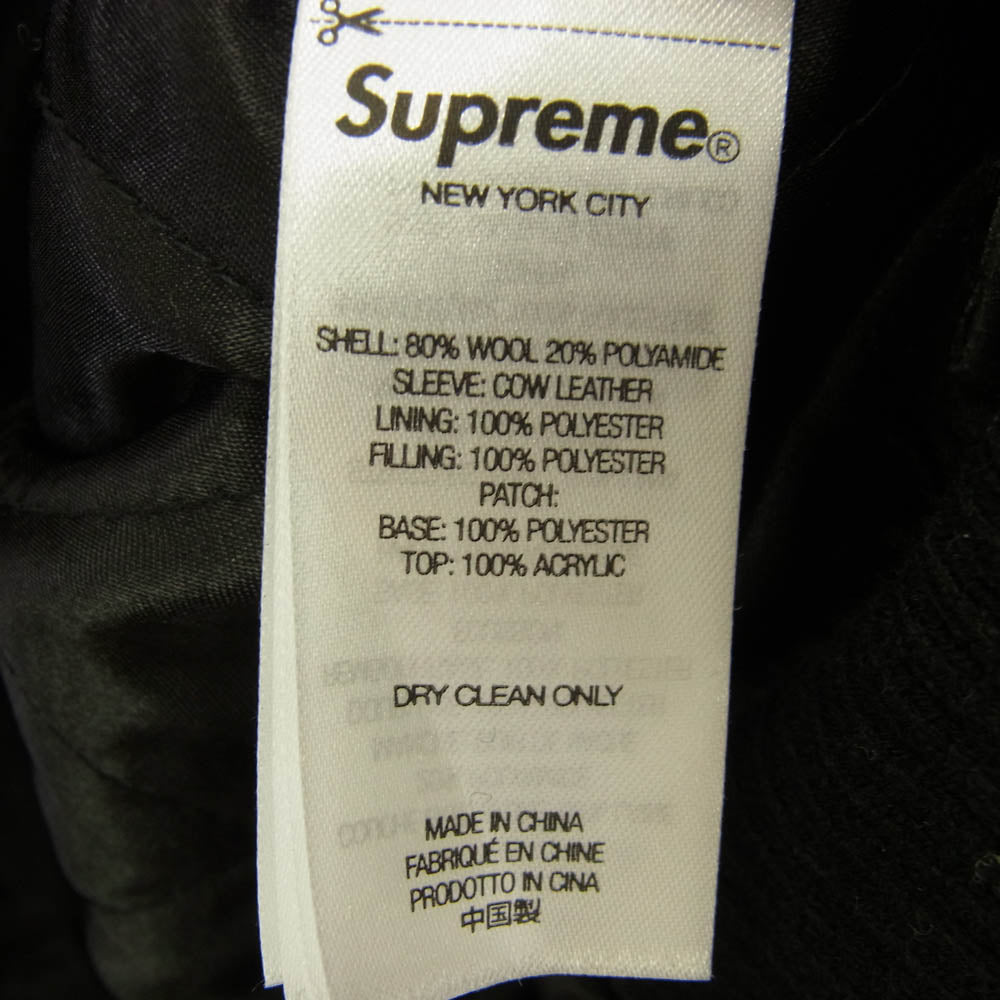 Supreme®
NEW YORK CITY
SHELL: 80% WOOL 20% POLYAMIDE
SLEEVE: COW LEATHER
LINING: 100% POLYESTER
FILLING: 100% POLYESTER
PATCH:
BASE: 100% POLYESTER
TOP: 100% ACRYLIC
DRY CLEAN ONLY
MADE IN CHINA
FABRIQUÉ EN CHINE
PRODOTTO IN CINA
中国製